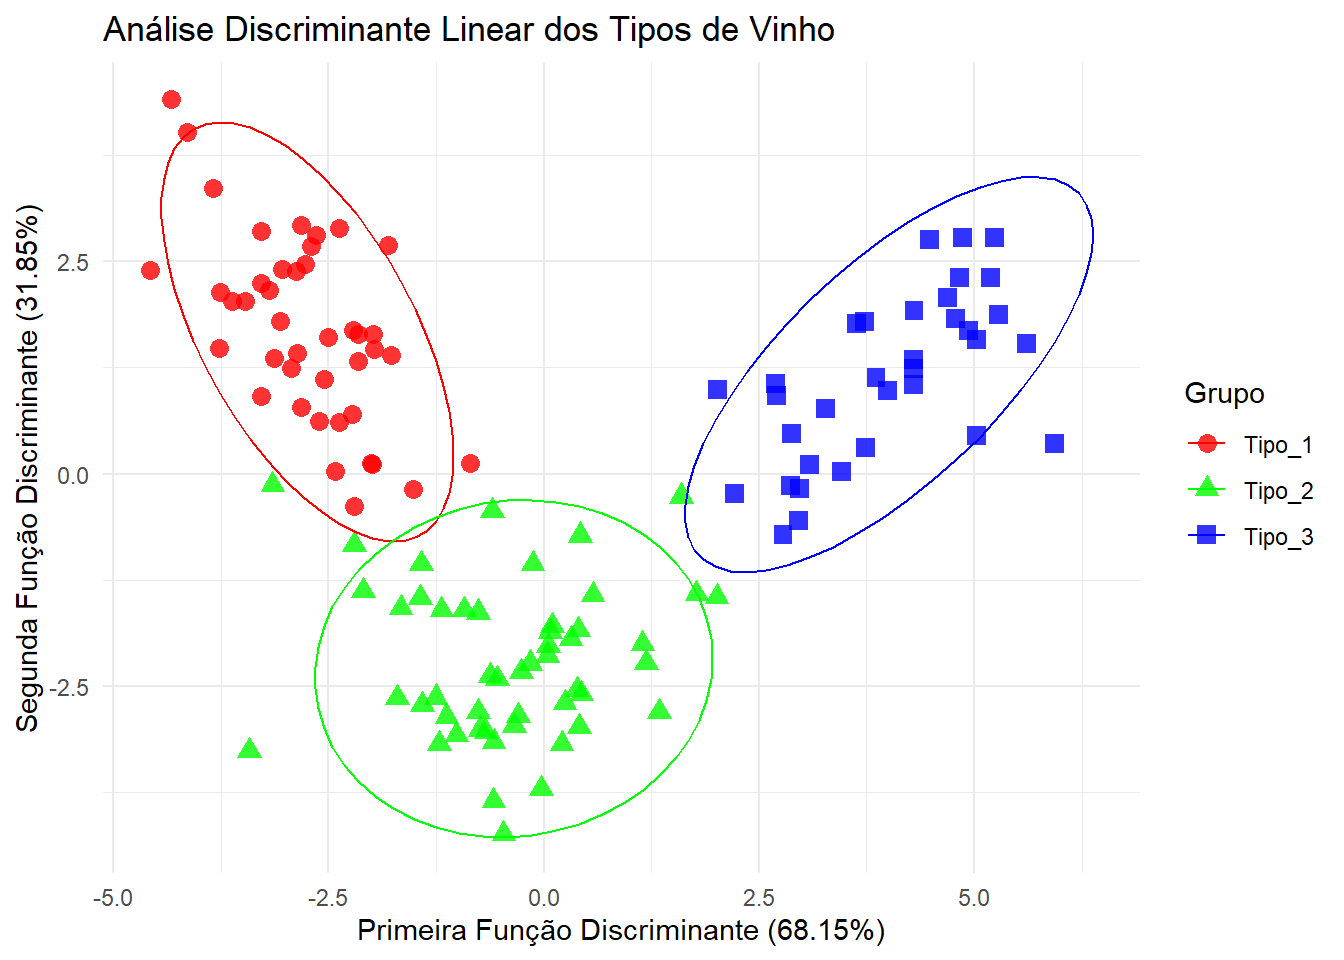 Análise Discriminante Linear dos Tipos de Vinho
Segunda Função Discriminante (31.85%)
2.5
0.0
-2.5
-5.0
-2.5
0.0
2.5
5.0
Primeira Função Discriminante (68.15%)
Grupo
Tipo_1
Tipo_2
Tipo_3